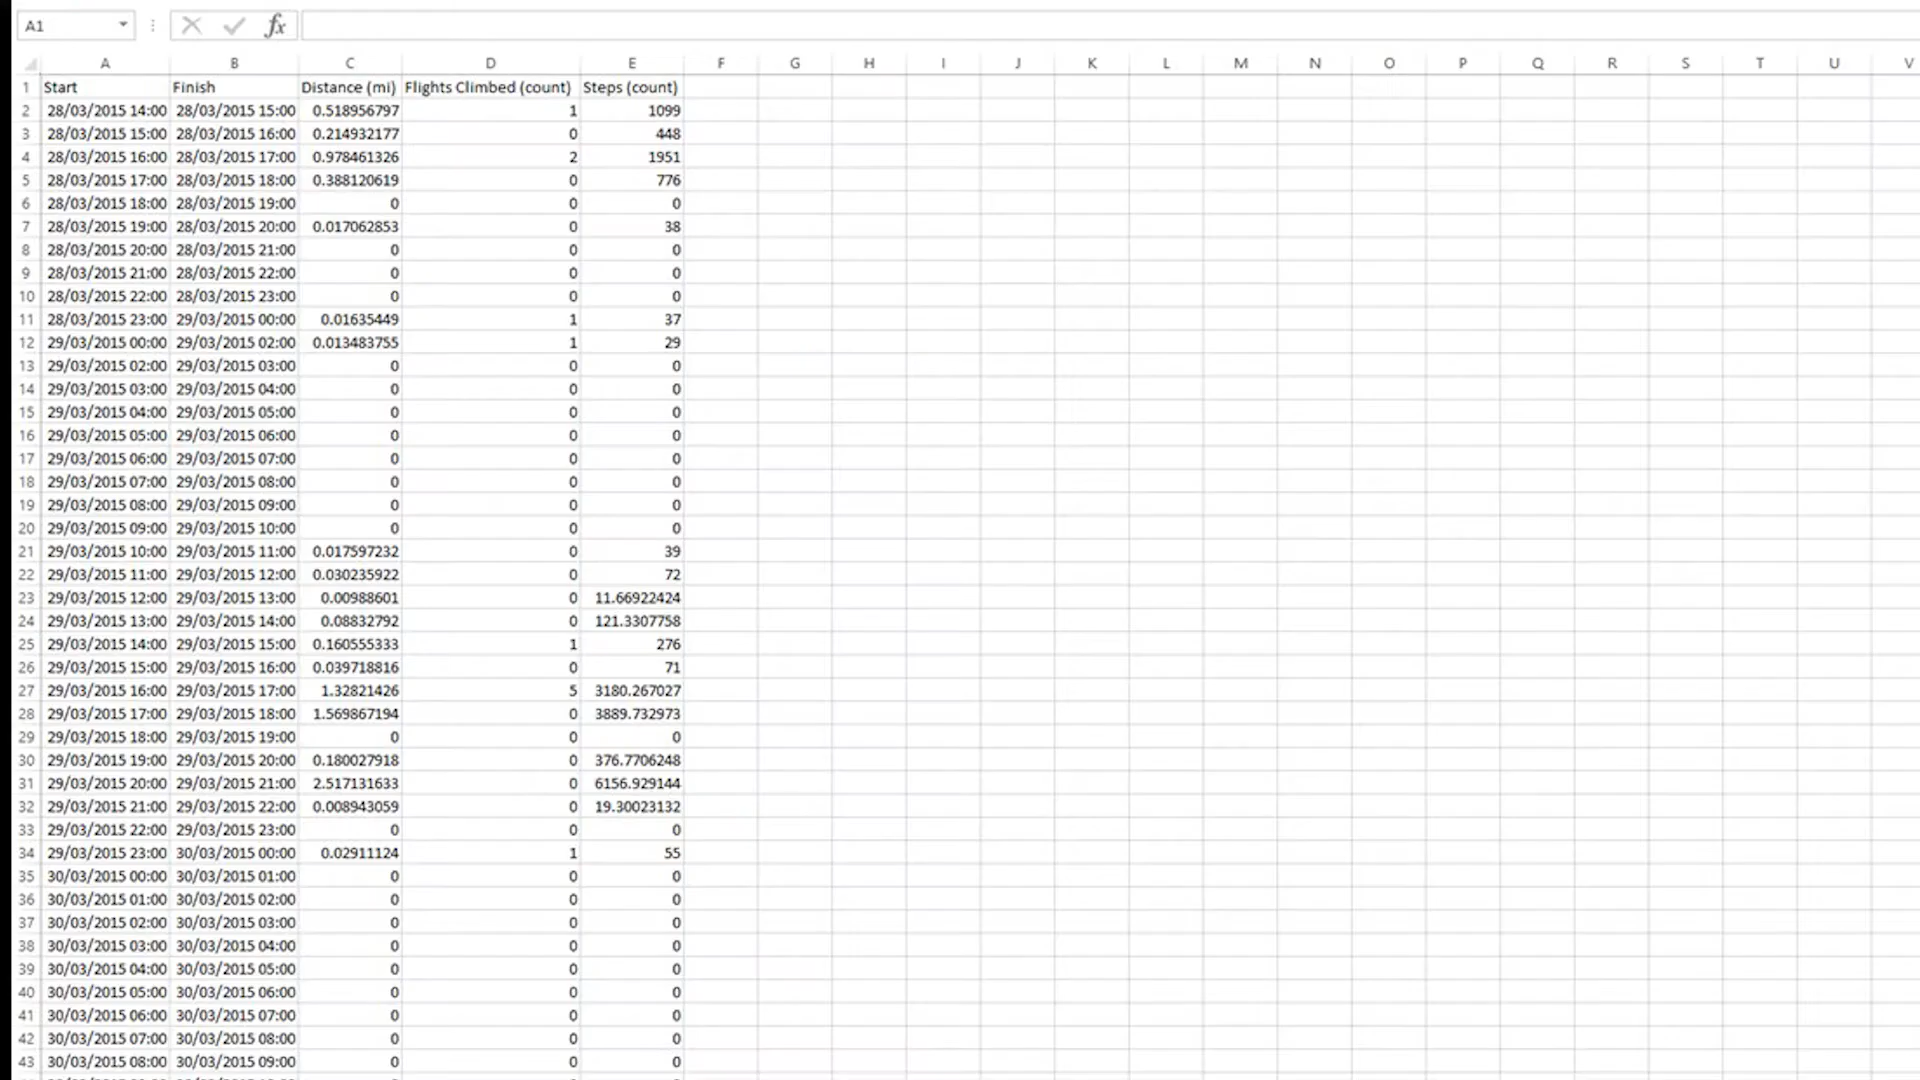 A1 fx
A B C D E F G H I J K L M N O P Q R S T U V
1 Start Finish Distance (mi) Flights Climbed (count) Steps (count)
2 28/03/2015 14:00 28/03/2015 15:00 0.518956797 1 1099
3 28/03/2015 15:00 28/03/2015 16:00 0.214932177 0 448
4 28/03/2015 16:00 28/03/2015 17:00 0.978461326 2 1951
5 28/03/2015 17:00 28/03/2015 18:00 0.388120619 0 776
6 28/03/2015 18:00 28/03/2015 19:00 0 0 0
7 28/03/2015 19:00 28/03/2015 20:00 0.017062853 0 38
8 28/03/2015 20:00 28/03/2015 21:00 0 0 0
9 28/03/2015 21:00 28/03/2015 22:00 0 0 0
10 28/03/2015 22:00 28/03/2015 23:00 0 0 0
11 28/03/2015 23:00 29/03/2015 00:00 0.01635449 1 37
12 29/03/2015 00:00 29/03/2015 02:00 0.013483755 1 29
13 29/03/2015 02:00 29/03/2015 03:00 0 0 0
14 29/03/2015 03:00 29/03/2015 04:00 0 0 0
15 29/03/2015 04:00 29/03/2015 05:00 0 0 0
16 29/03/2015 05:00 29/03/2015 06:00 0 0 0
17 29/03/2015 06:00 29/03/2015 07:00 0 0 0
18 29/03/2015 07:00 29/03/2015 08:00 0 0 0
19 29/03/2015 08:00 29/03/2015 09:00 0 0 0
20 29/03/2015 09:00 29/03/2015 10:00 0 0 0
21 29/03/2015 10:00 29/03/2015 11:00 0.017597232 0 39
22 29/03/2015 11:00 29/03/2015 12:00 0.030235922 0 72
23 29/03/2015 12:00 29/03/2015 13:00 0.00988601 0 11.66922424
24 29/03/2015 13:00 29/03/2015 14:00 0.08832792 0 121.3307758
25 29/03/2015 14:00 29/03/2015 15:00 0.160555333 1 276
26 29/03/2015 15:00 29/03/2015 16:00 0.039718816 0 71
27 29/03/2015 16:00 29/03/2015 17:00 1.32821426 5 3180.267027
28 29/03/2015 17:00 29/03/2015 18:00 1.569867194 0 3889.732973
29 29/03/2015 18:00 29/03/2015 19:00 0 0 0
30 29/03/2015 19:00 29/03/2015 20:00 0.180027918 0 376.7706248
31 29/03/2015 20:00 29/03/2015 21:00 2.517131633 0 6156.929144
32 29/03/2015 21:00 29/03/2015 22:00 0.008943059 0 19.30023132
33 29/03/2015 22:00 29/03/2015 23:00 0 0 0
34 29/03/2015 23:00 30/03/2015 00:00 0.02911124 1 55
35 30/03/2015 00:00 30/03/2015 01:00 0 0 0
36 30/03/2015 01:00 30/03/2015 02:00 0 0 0
37 30/03/2015 02:00 30/03/2015 03:00 0 0 0
38 30/03/2015 03:00 30/03/2015 04:00 0 0 0
39 30/03/2015 04:00 30/03/2015 05:00 0 0 0
40 30/03/2015 05:00 30/03/2015 06:00 0 0 0
41 30/03/2015 06:00 30/03/2015 07:00 0 0 0
42 30/03/2015 07:00 30/03/2015 08:00 0 0 0
43 30/03/2015 08:00 30/03/2015 09:00 0 0 0